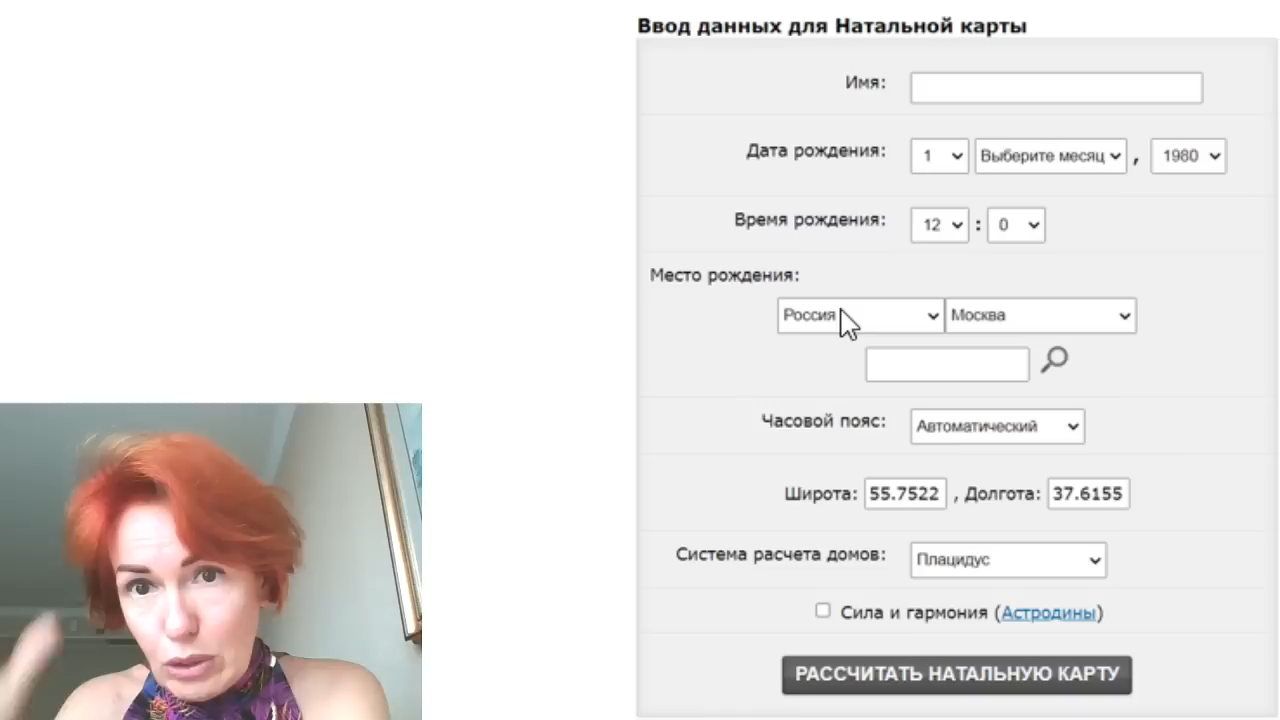 Ввод данных для Натальной карты
Имя:
Дата рождения: 1 Выберите месяц , 1980
Время рождения: 12 : 0
Место рождения:
Россия Москва
Часовой пояс: Автоматический
Широта: 55.7522 , Долгота: 37.6155
Система расчета домов: Плацидус
Сила и гармония (Астродины)
РАССЧИТАТЬ НАТАЛЬНУЮ КАРТУ